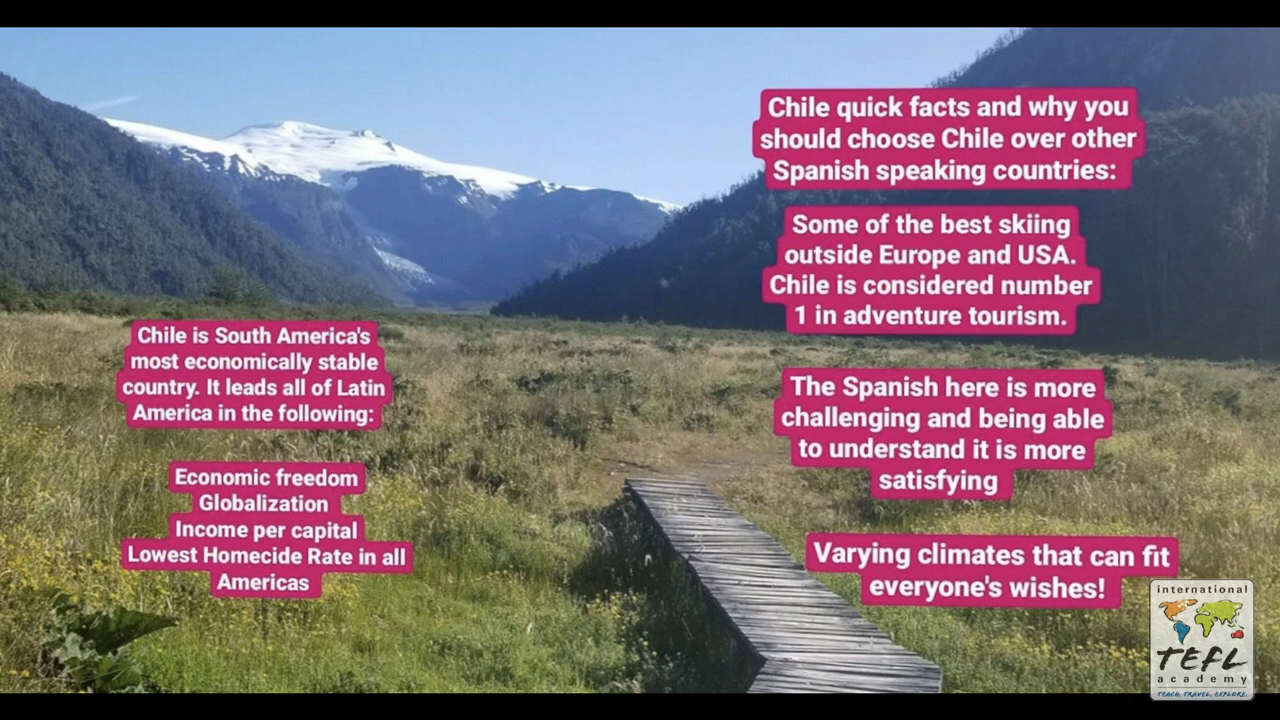 Chile quick facts and why you
should choose Chile over other
Spanish speaking countries:
Some of the best skiing
outside Europe and USA.
Chile is considered number
1 in adventure tourism.
Chile is South America's
most economically stable
country. It leads all of Latin
America in the following:
Economic freedom
Globalization
Income per capital
Lowest Homecide Rate in all
Americas
The Spanish here is more
challenging and being able
to understand it is more
satisfying
Varying climates that can fit
everyone's wishes!
international
TEFL
academy
TEACH. TRAVEL. EXPLORE.